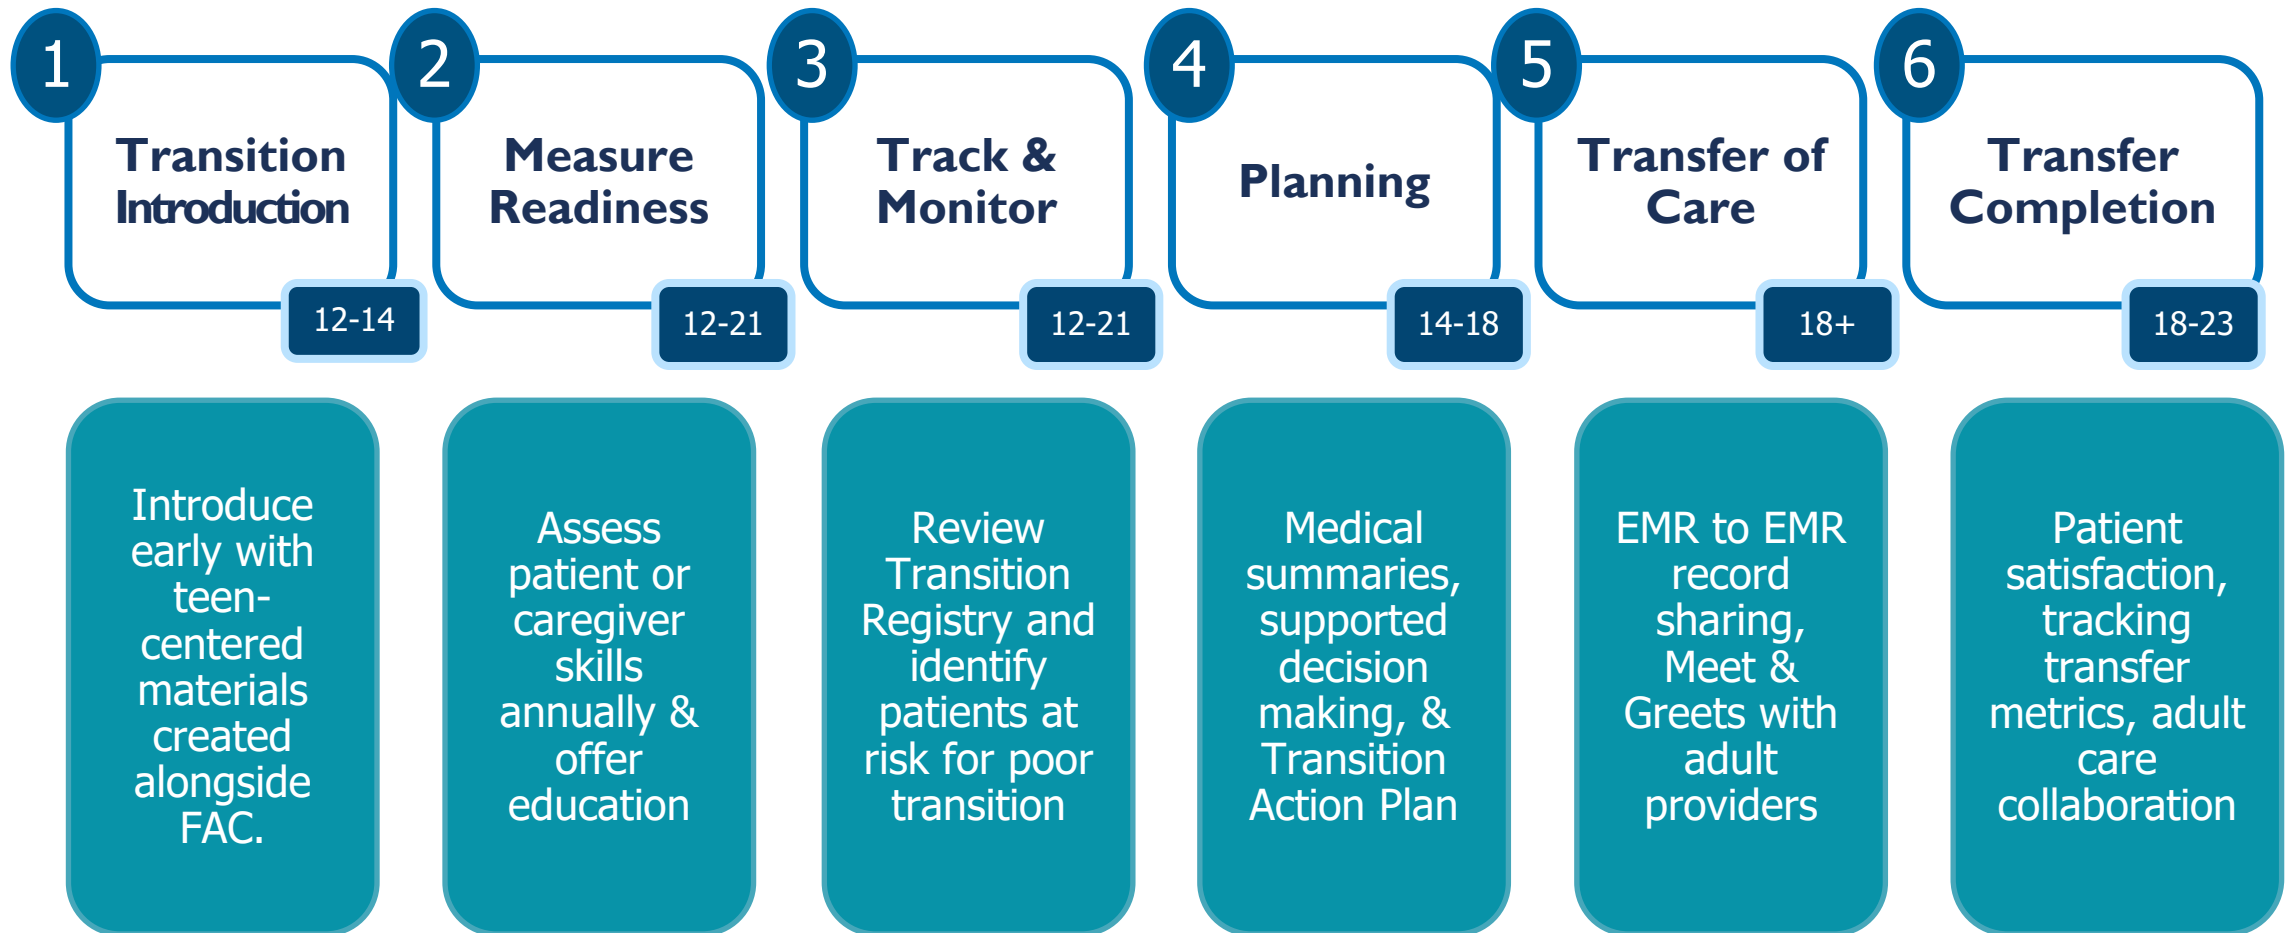 1
Transition
Introduction
12-14
2
Measure
Readiness
12-21
3
Track &
Monitor
12-21
4
Planning
14-18
5
Transfer of
Care
18+
6
Transfer
Completion
18-23
Introduce
early with
teen-
centered
materials
created
alongside
FAC.
Assess
patient or
caregiver
skills
annually &
offer
education
Review
Transition
Registry and
identify
patients at
risk for poor
transition
Medical
summaries,
supported
decision
making, &
Transition
Action Plan
EMR to EMR
record
sharing,
Meet &
Greets with
adult
providers
Patient
satisfaction,
tracking
transfer
metrics, adult
care
collaboration